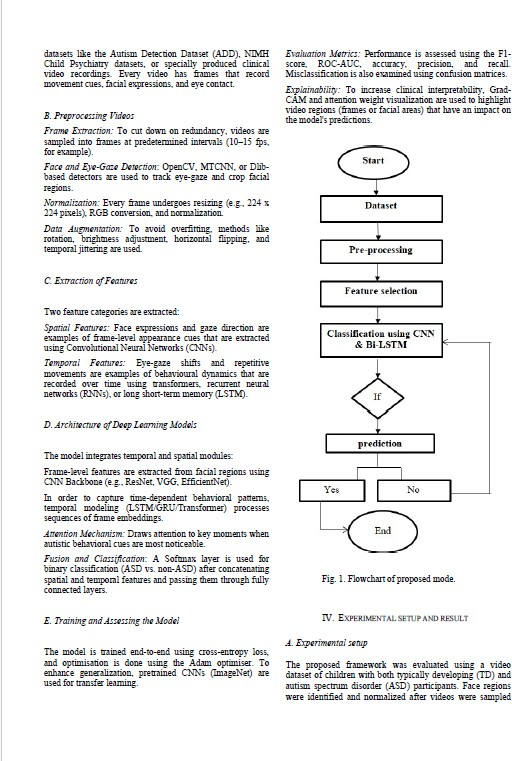 datasets like the Autism Detection Dataset (ADD), NIMH
Child Psychiatry datasets, or specially produced clinical
video recordings. Every video has frames that record
movement cues, facial expressions, and eye contact.
B. Preprocessing Videos
Frame Extraction: To cut down on redundancy, videos are
sampled into frames at predetermined intervals (10–15 fps,
for example).
Face and Eye-Gaze Detection: OpenCV, MTCNN, or Dlib-
based detectors are used to track eye-gaze and crop facial
regions.
Normalization: Every frame undergoes resizing (e.g., 224 x
224 pixels), RGB conversion, and normalization.
Data Augmentation: To avoid overfitting, methods like
rotation, brightness adjustment, horizontal flipping, and
temporal jittering are used.
C. Extraction of Features
Two feature categories are extracted:
Spatial Features: Face expressions and gaze direction are
examples of frame-level appearance cues that are extracted
using Convolutional Neural Networks (CNNs).
Temporal Features: Eye-gaze shifts and repetitive
movements are examples of behavioural dynamics that are
recorded over time using transformers, recurrent neural
networks (RNNs), or long short-term memory (LSTM).
D. Architecture of Deep Learning Models
The model integrates temporal and spatial modules:
Frame-level features are extracted from facial regions using
CNN Backbone (e.g., ResNet, VGG, EfficientNet).
In order to capture time-dependent behavioral patterns,
temporal modeling (LSTM/GRU/Transformer) processes
sequences of frame embeddings.
Attention Mechanism: Draws attention to key moments when
autistic behavioral cues are most noticeable.
Fusion and Classification: A Softmax layer is used for
binary classification (ASD vs. non-ASD) after concatenating
spatial and temporal features and passing them through fully
connected layers.
E. Training and Assessing the Model
The model is trained end-to-end using cross-entropy loss,
and optimisation is done using the Adam optimiser. To
enhance generalization, pretrained CNNs (ImageNet) are
used for transfer learning.
Evaluation Metrics: Performance is assessed using the F1-
score, ROC-AUC, accuracy, precision, and recall.
Misclassification is also examined using confusion matrices.
Explainability: To increase clinical interpretability, Grad-
CAM and attention weight visualization are used to highlight
video regions (frames or facial areas) that have an impact on
the model's predictions.
Start
Dataset
Pre-processing
Feature selection
Classification using CNN
& Bi-LSTM
If
prediction
Yes
No
End
Fig. 1. Flowchart of proposed mode.
IV. EXPERIMENTAL SETUP AND RESULT
A. Experimental setup
The proposed framework was evaluated using a video
dataset of children with both typically developing (TD) and
autism spectrum disorder (ASD) participants. Face regions
were identified and normalized after videos were sampled